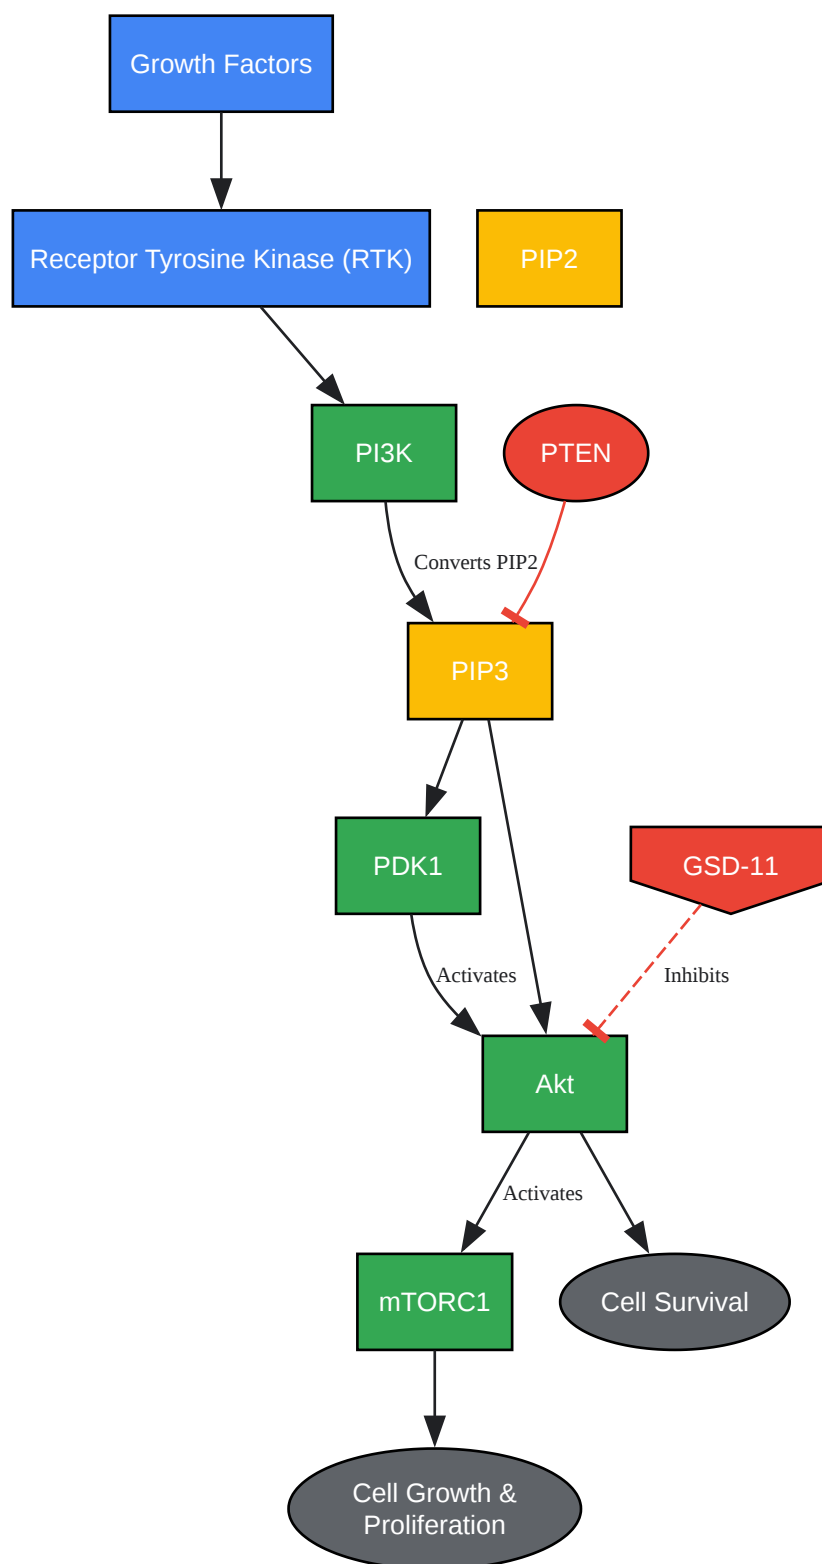 Growth Factors
Receptor Tyrosine Kinase (RTK)
PIP2
PI3K
PTEN
Converts PIP2
PIP3
PDK1
GSD-11
Activates
Inhibits
Akt
Activates
mTORC1
Cell Survival
Cell Growth &
Proliferation